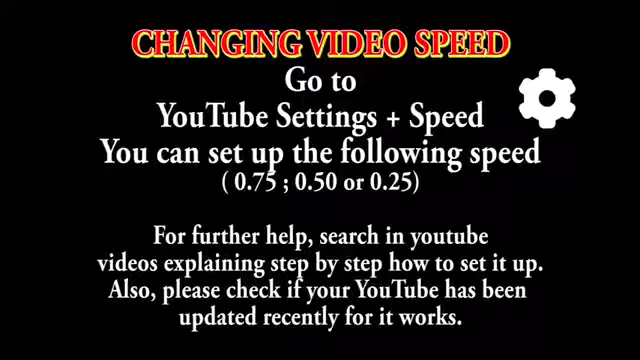 CHANGING VIDEO SPEED
Go to
YouTube Settings + Speed
You can set up the following speed
( 0.75 ; 0.50 or 0.25)
For further help, search in youtube
videos explaining step by step how to set it up.
Also, please check if your YouTube has been
updated recently for it works.